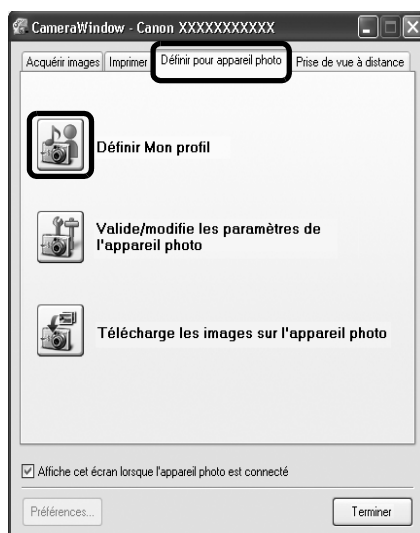 CameraWindow - Canon XXXXXXXXXXX
Acquérir images Imprimer Définir pour appareil photo Prise de vue à distance
Définir Mon profil
Valide/modifie les paramètres de
l'appareil photo
Télécharge les images sur l'appareil photo
Affiche cet écran lorsque l'appareil photo est connecté
Préférences... Terminer